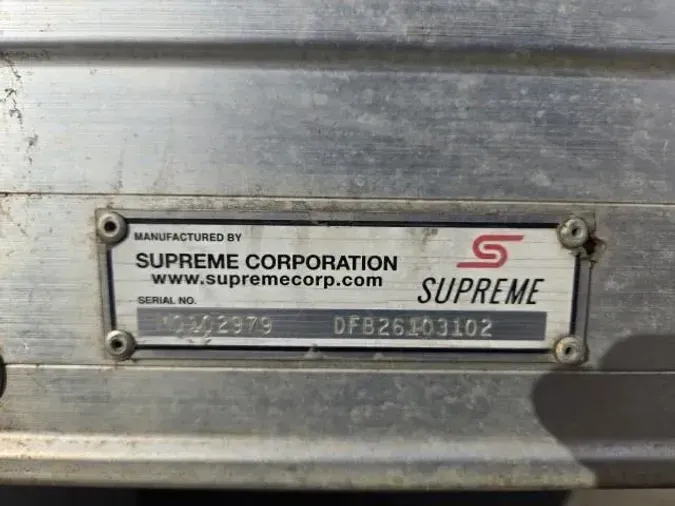 MANUFACTURED BY
SUPREME CORPORATION
www.supremecorp.com
SUPREME
SERIAL NO.
DFB26103102